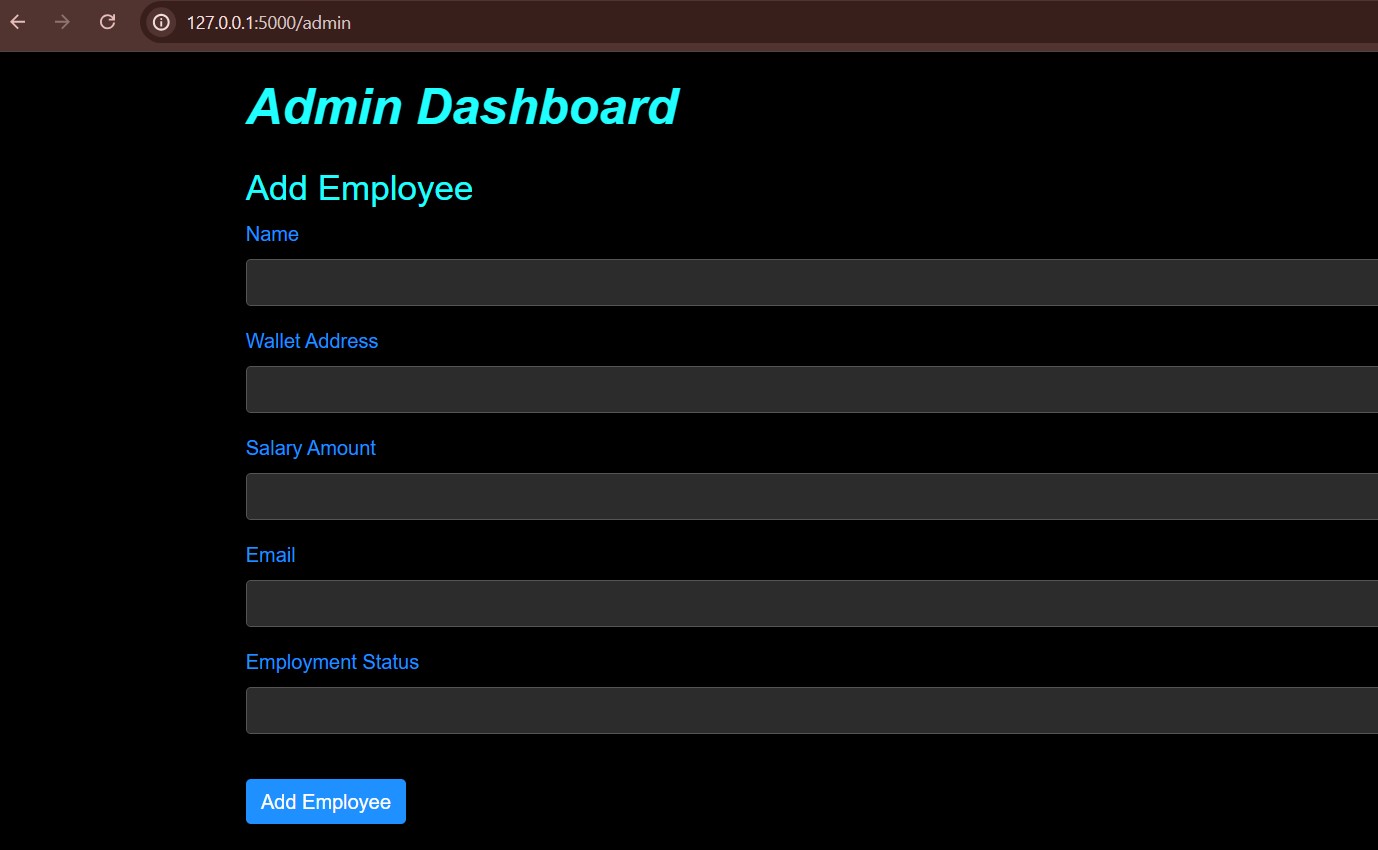 127.0.0.1:5000/admin
Admin Dashboard
Add Employee
Name
Wallet Address
Salary Amount
Email
Employment Status
Add Employee